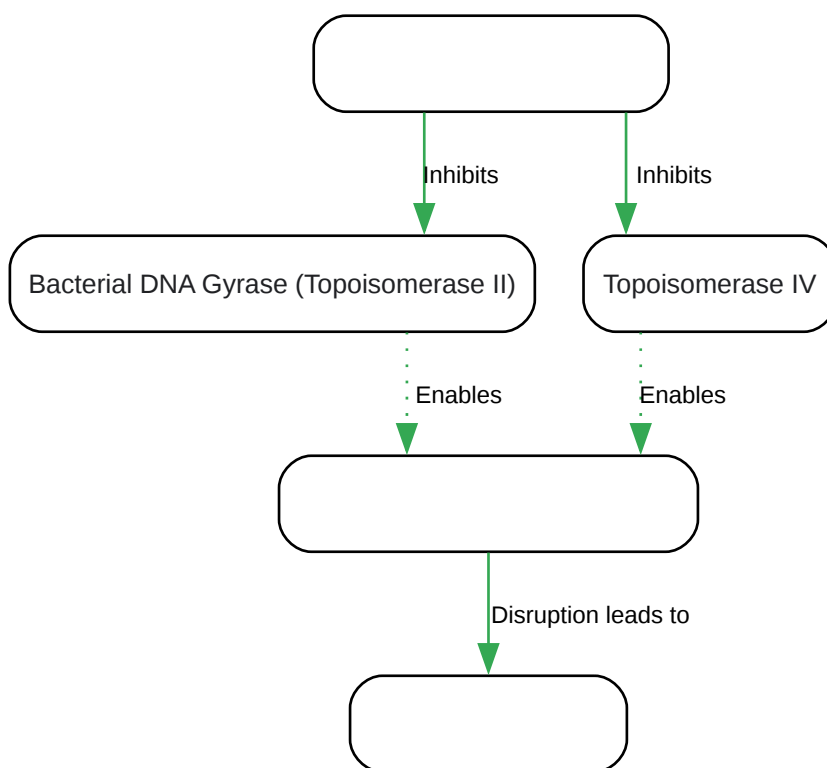 Inhibits
Inhibits
Bacterial DNA Gyrase (Topoisomerase II)
Topoisomerase IV
Enables
Enables
Disruption leads to